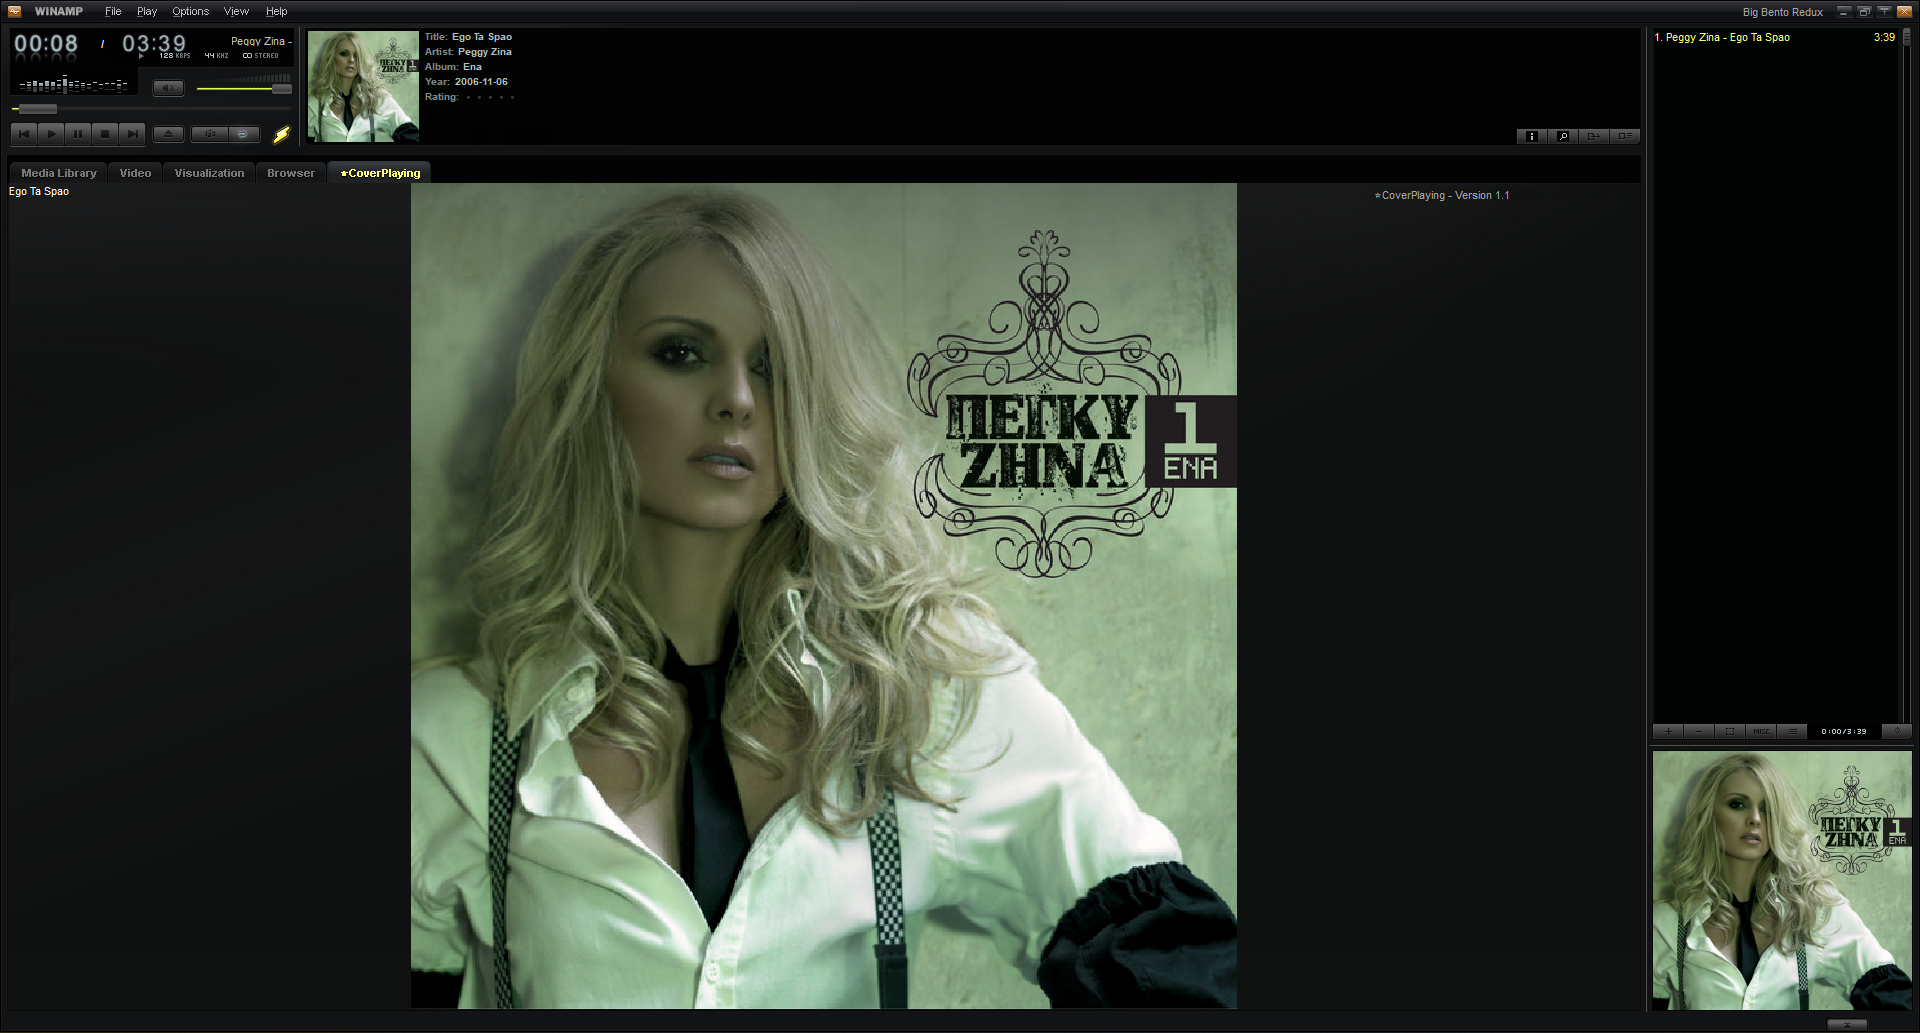 WINAMP File Play Options View Help
Big Bento Redux
00:08 / 03:39
Peggy Zina -
128 KBPS 44 KHZ STEREO
Title: Ego Ta Spao
Artist: Peggy Zina
Album: Ena
Year: 2006-11-06
Rating:
1. Peggy Zina - Ego Ta Spao 3:39
Media Library Video Visualization Browser ★CoverPlaying
Ego Ta Spao
★CoverPlaying - Version 1.1
ΠΕΓΚΥ
ΖΗΝΑ
1
ΕΝΑ
MISC 0:00/3:39
ΠΕΓΚΥ
ΖΗΝΑ
1
ΕΝΑ